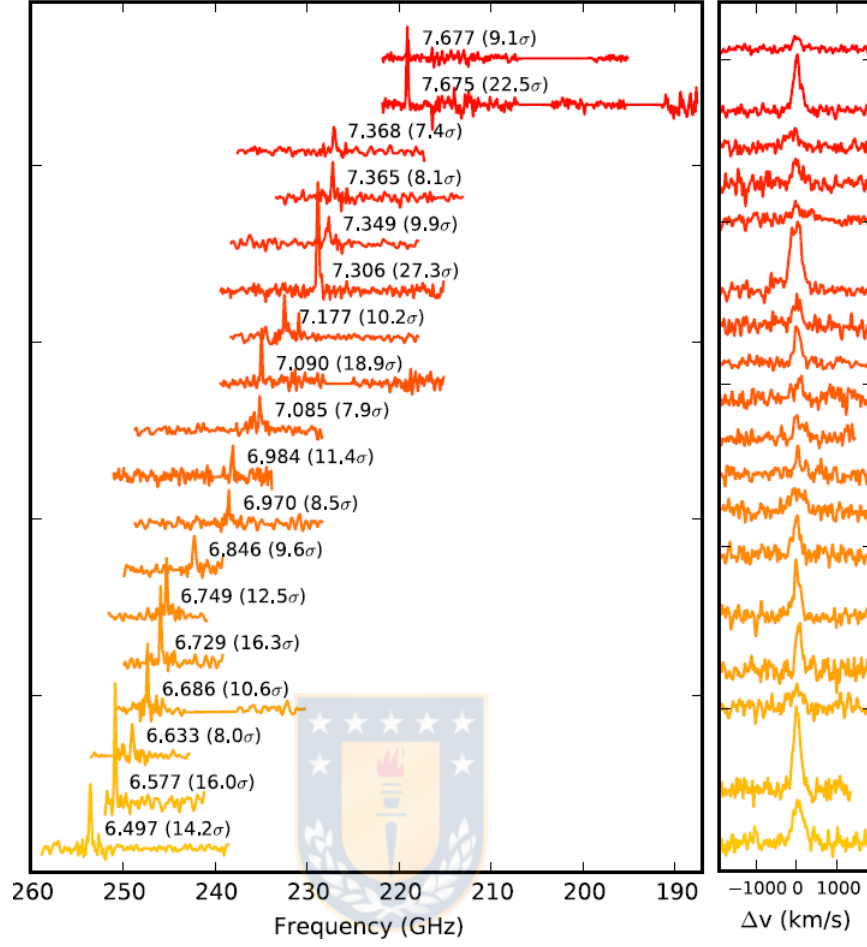 7.677 (9.1σ)
7.675 (22.5σ)
7.368 (7.4σ)
7.365 (8.1σ)
7.349 (9.9σ)
7.306 (27.3σ)
7.177 (10.2σ)
7.090 (18.9σ)
7.085 (7.9σ)
6.984 (11.4σ)
6.970 (8.5σ)
6.846 (9.6σ)
6.749 (12.5σ)
6.729 (16.3σ)
6.686 (10.6σ)
6.633 (8.0σ)
6.577 (16.0σ)
6.497 (14.2σ)
260 250 240 230 220 210 200 190
Frequency (GHz)
−1000 0 1000
Δv (km/s)